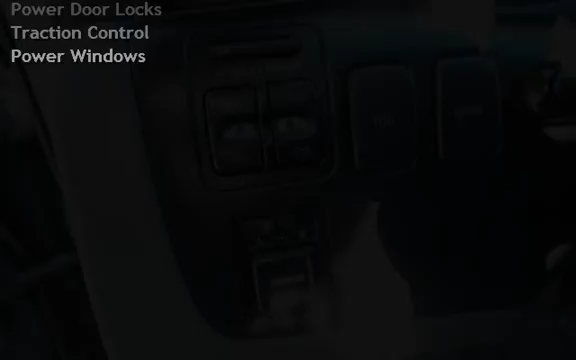 Power Door Locks
Traction Control
Power Windows